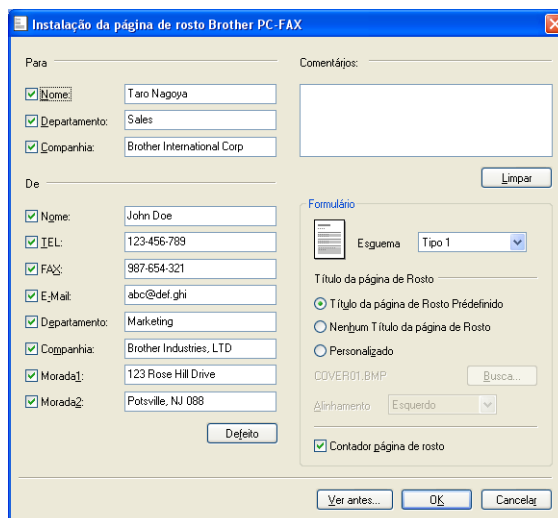 Instalação da página de rosto Brother PC-FAX
Para
Nome: Taro Nagoya
Departamento: Sales
Companhia: Brother International Corp
De
Nome: John Doe
TEL: 123-456-789
FAX: 987-654-321
E-Mail: abc@def.ghi
Departamento: Marketing
Companhia: Brother Industries, LTD
Morada1: 123 Rose Hill Drive
Morada2: Potsville, NJ 088
Defeito
Comentários:
Limpar
Formulário
Esguema Tipo 1
Título da página de Rosto
Título da página de Rosto Prédefinido
Nenhum Título da página de Rosto
Personalizado
COVER01.BMP Busca...
Alinhamento Esquerdo
Contador página de rosto
Ver antes... OK Cancelar